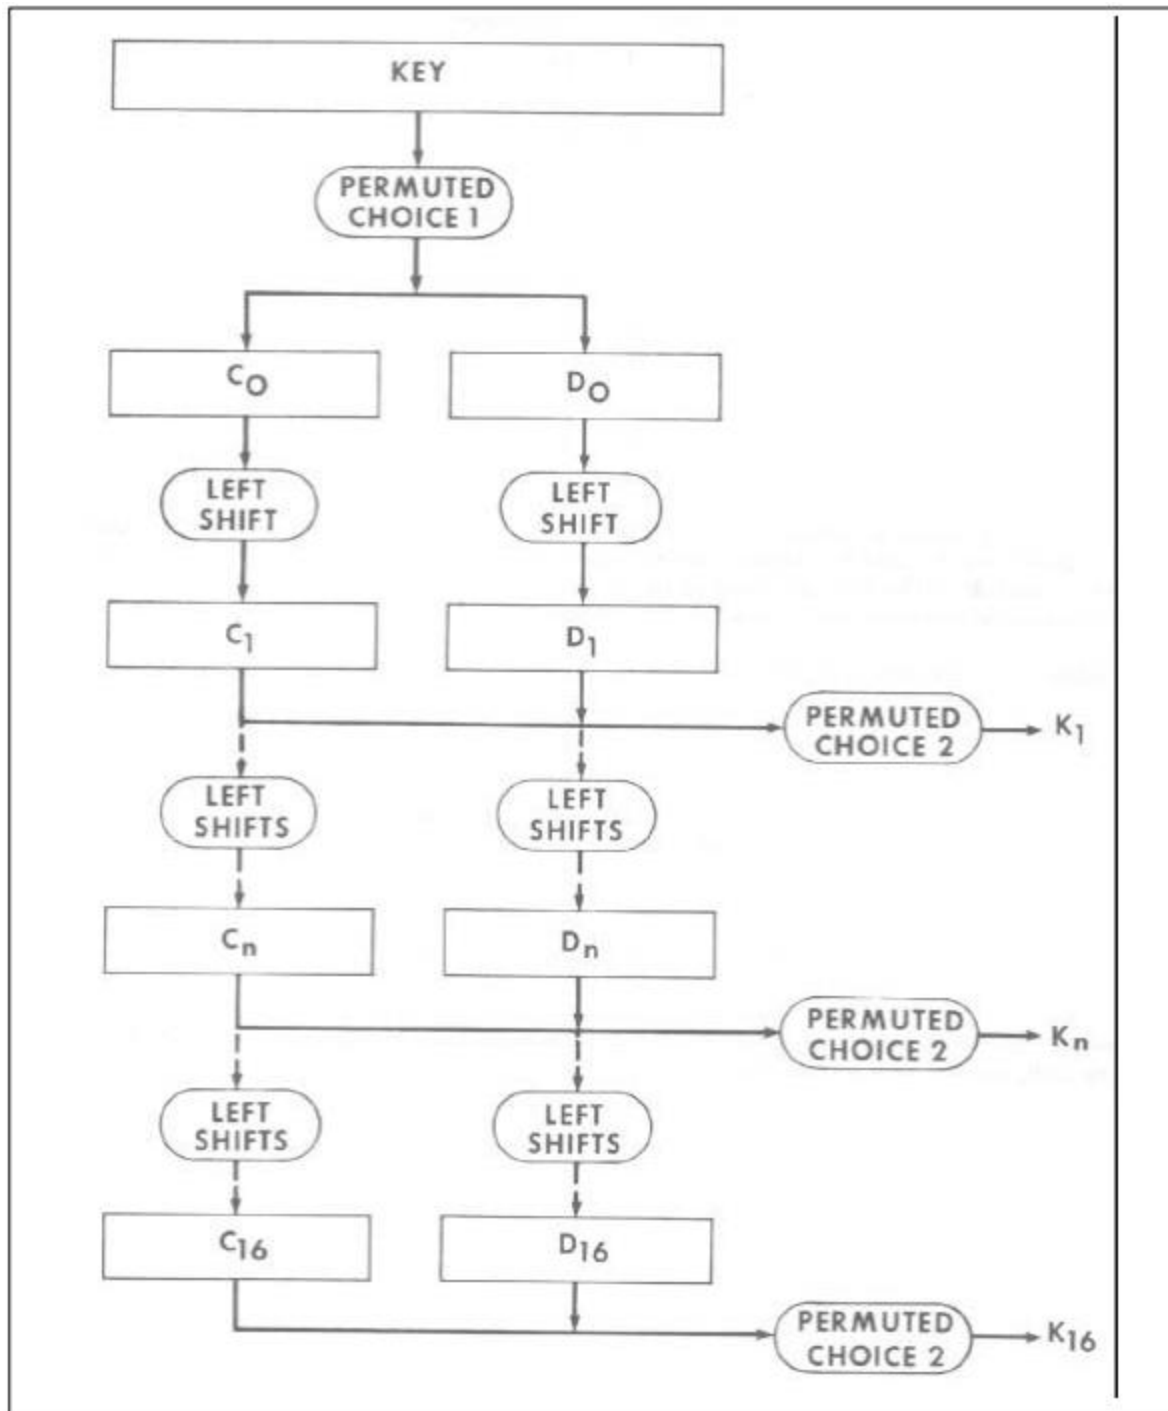 KEY
PERMUTED
CHOICE 1
C₀ D₀
LEFT
SHIFT
LEFT
SHIFT
C₁ D₁
PERMUTED
CHOICE 2
K₁
LEFT
SHIFTS
LEFT
SHIFTS
Cₙ Dₙ
PERMUTED
CHOICE 2
Kₙ
LEFT
SHIFTS
LEFT
SHIFTS
C₁₆ D₁₆
PERMUTED
CHOICE 2
K₁₆